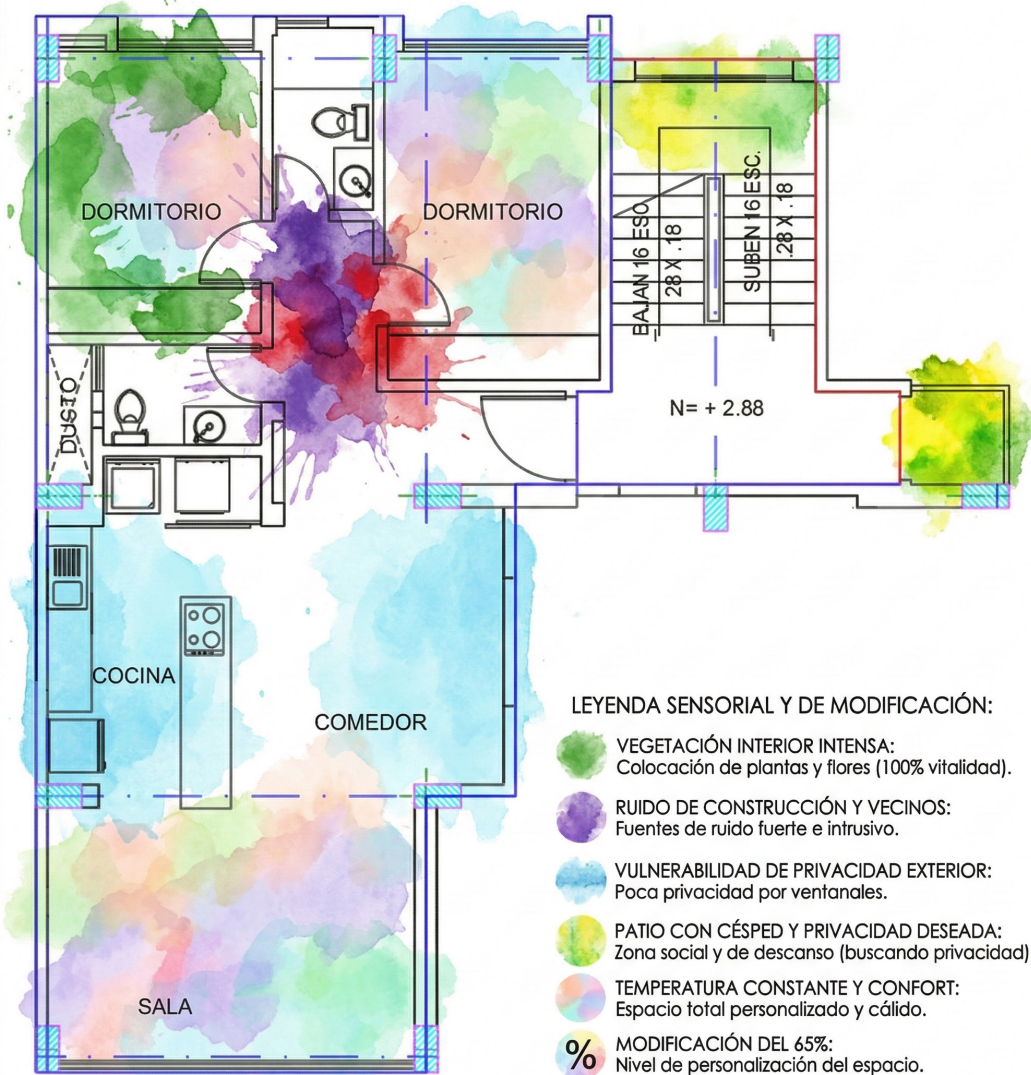 DORMITORIO
DORMITORIO
BAJAN 16 ESC.
28 X .18
SUBEN 16 ESC.
.28 X .18
N= + 2.88
COCINA
COMEDOR
SALA
LEYENDA SENSORIAL Y DE MODIFICACIÓN:
VEGETACIÓN INTERIOR INTENSA:
Colocación de plantas y flores (100% vitalidad).
RUIDO DE CONSTRUCCIÓN Y VECINOS:
Fuentes de ruido fuerte e intrusivo.
VULNERABILIDAD DE PRIVACIDAD EXTERIOR:
Poca privacidad por ventanales.
PATIO CON CÉSPED Y PRIVACIDAD DESEADA:
Zona social y de descanso (buscando privacidad)
TEMPERATURA CONSTANTE Y CONFORT:
Espacio total personalizado y cálido.
%
MODIFICACIÓN DEL 65%:
Nivel de personalización del espacio.